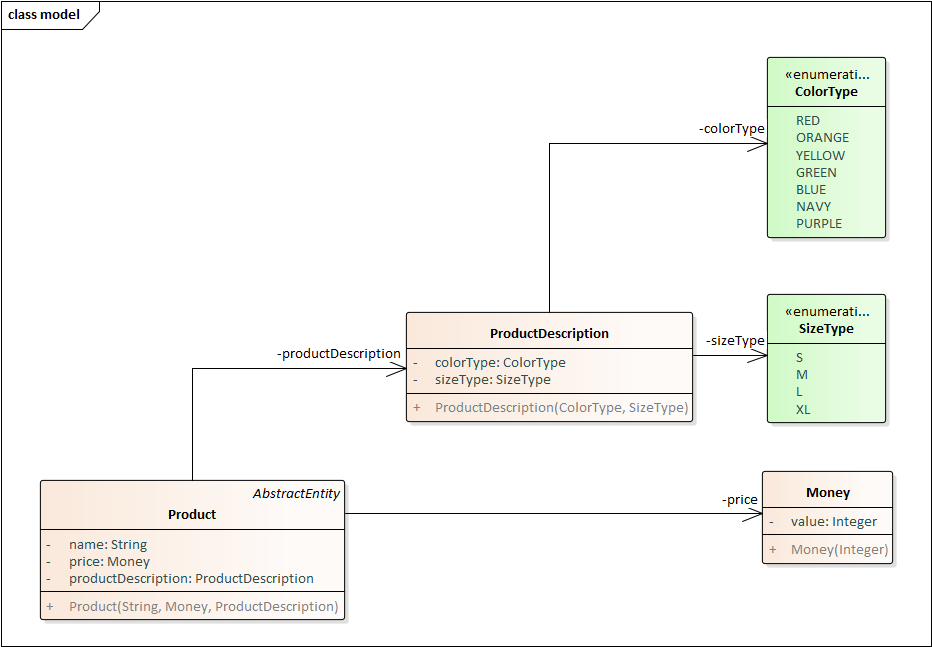 class model
«enumerati...
ColorType
RED
ORANGE
YELLOW
GREEN
BLUE
NAVY
PURPLE
-colorType
«enumerati...
SizeType
S
M
L
XL
-sizeType
ProductDescription
- colorType: ColorType
- sizeType: SizeType
+ ProductDescription(ColorType, SizeType)
-productDescription
AbstractEntity
Product
- name: String
- price: Money
- productDescription: ProductDescription
+ Product(String, Money, ProductDescription)
-price
Money
- value: Integer
+ Money(Integer)